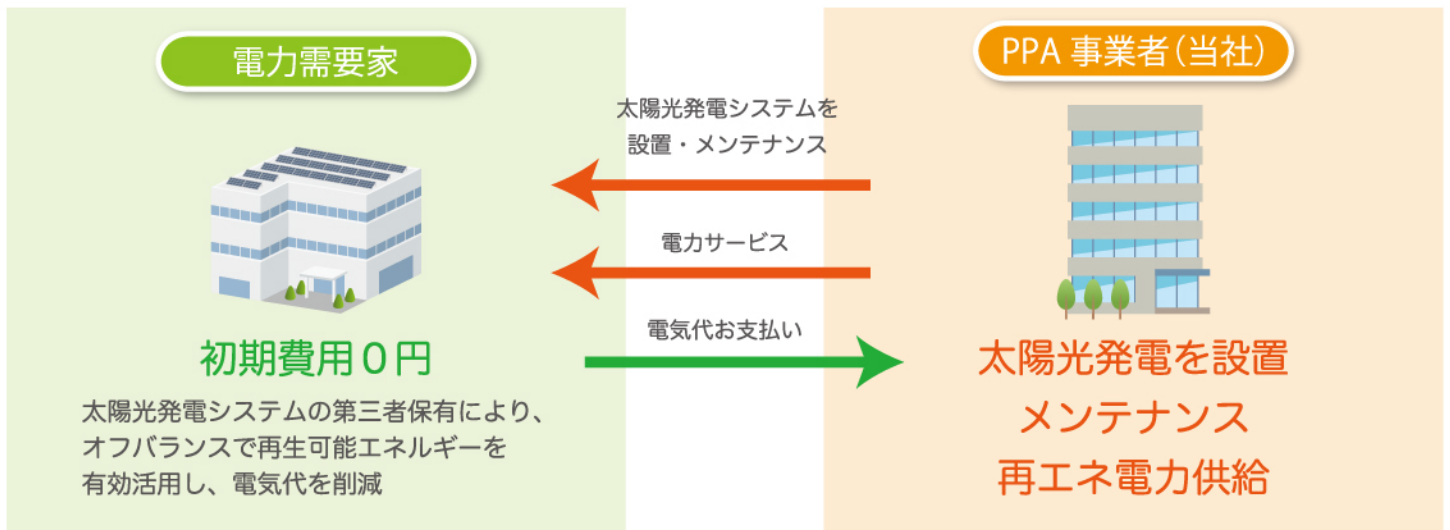 電力需要家
初期費用0円
太陽光発電システムの第三者保有により、
オフバランスで再生可能エネルギーを
有効活用し、電気代を削減
太陽光発電システムを
設置・メンテナンス
電力サービス
電気代お支払い
PPA 事業者(当社)
太陽光発電を設置
メンテナンス
再エネ電力供給